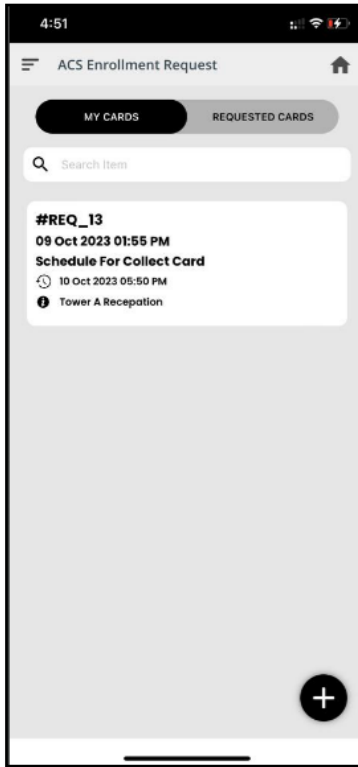 4:51
ACS Enrollment Request
MY CARDS REQUESTED CARDS
Search Item
#REQ_13
09 Oct 2023 01:55 PM
Schedule For Collect Card
10 Oct 2023 05:50 PM
Tower A Recepation